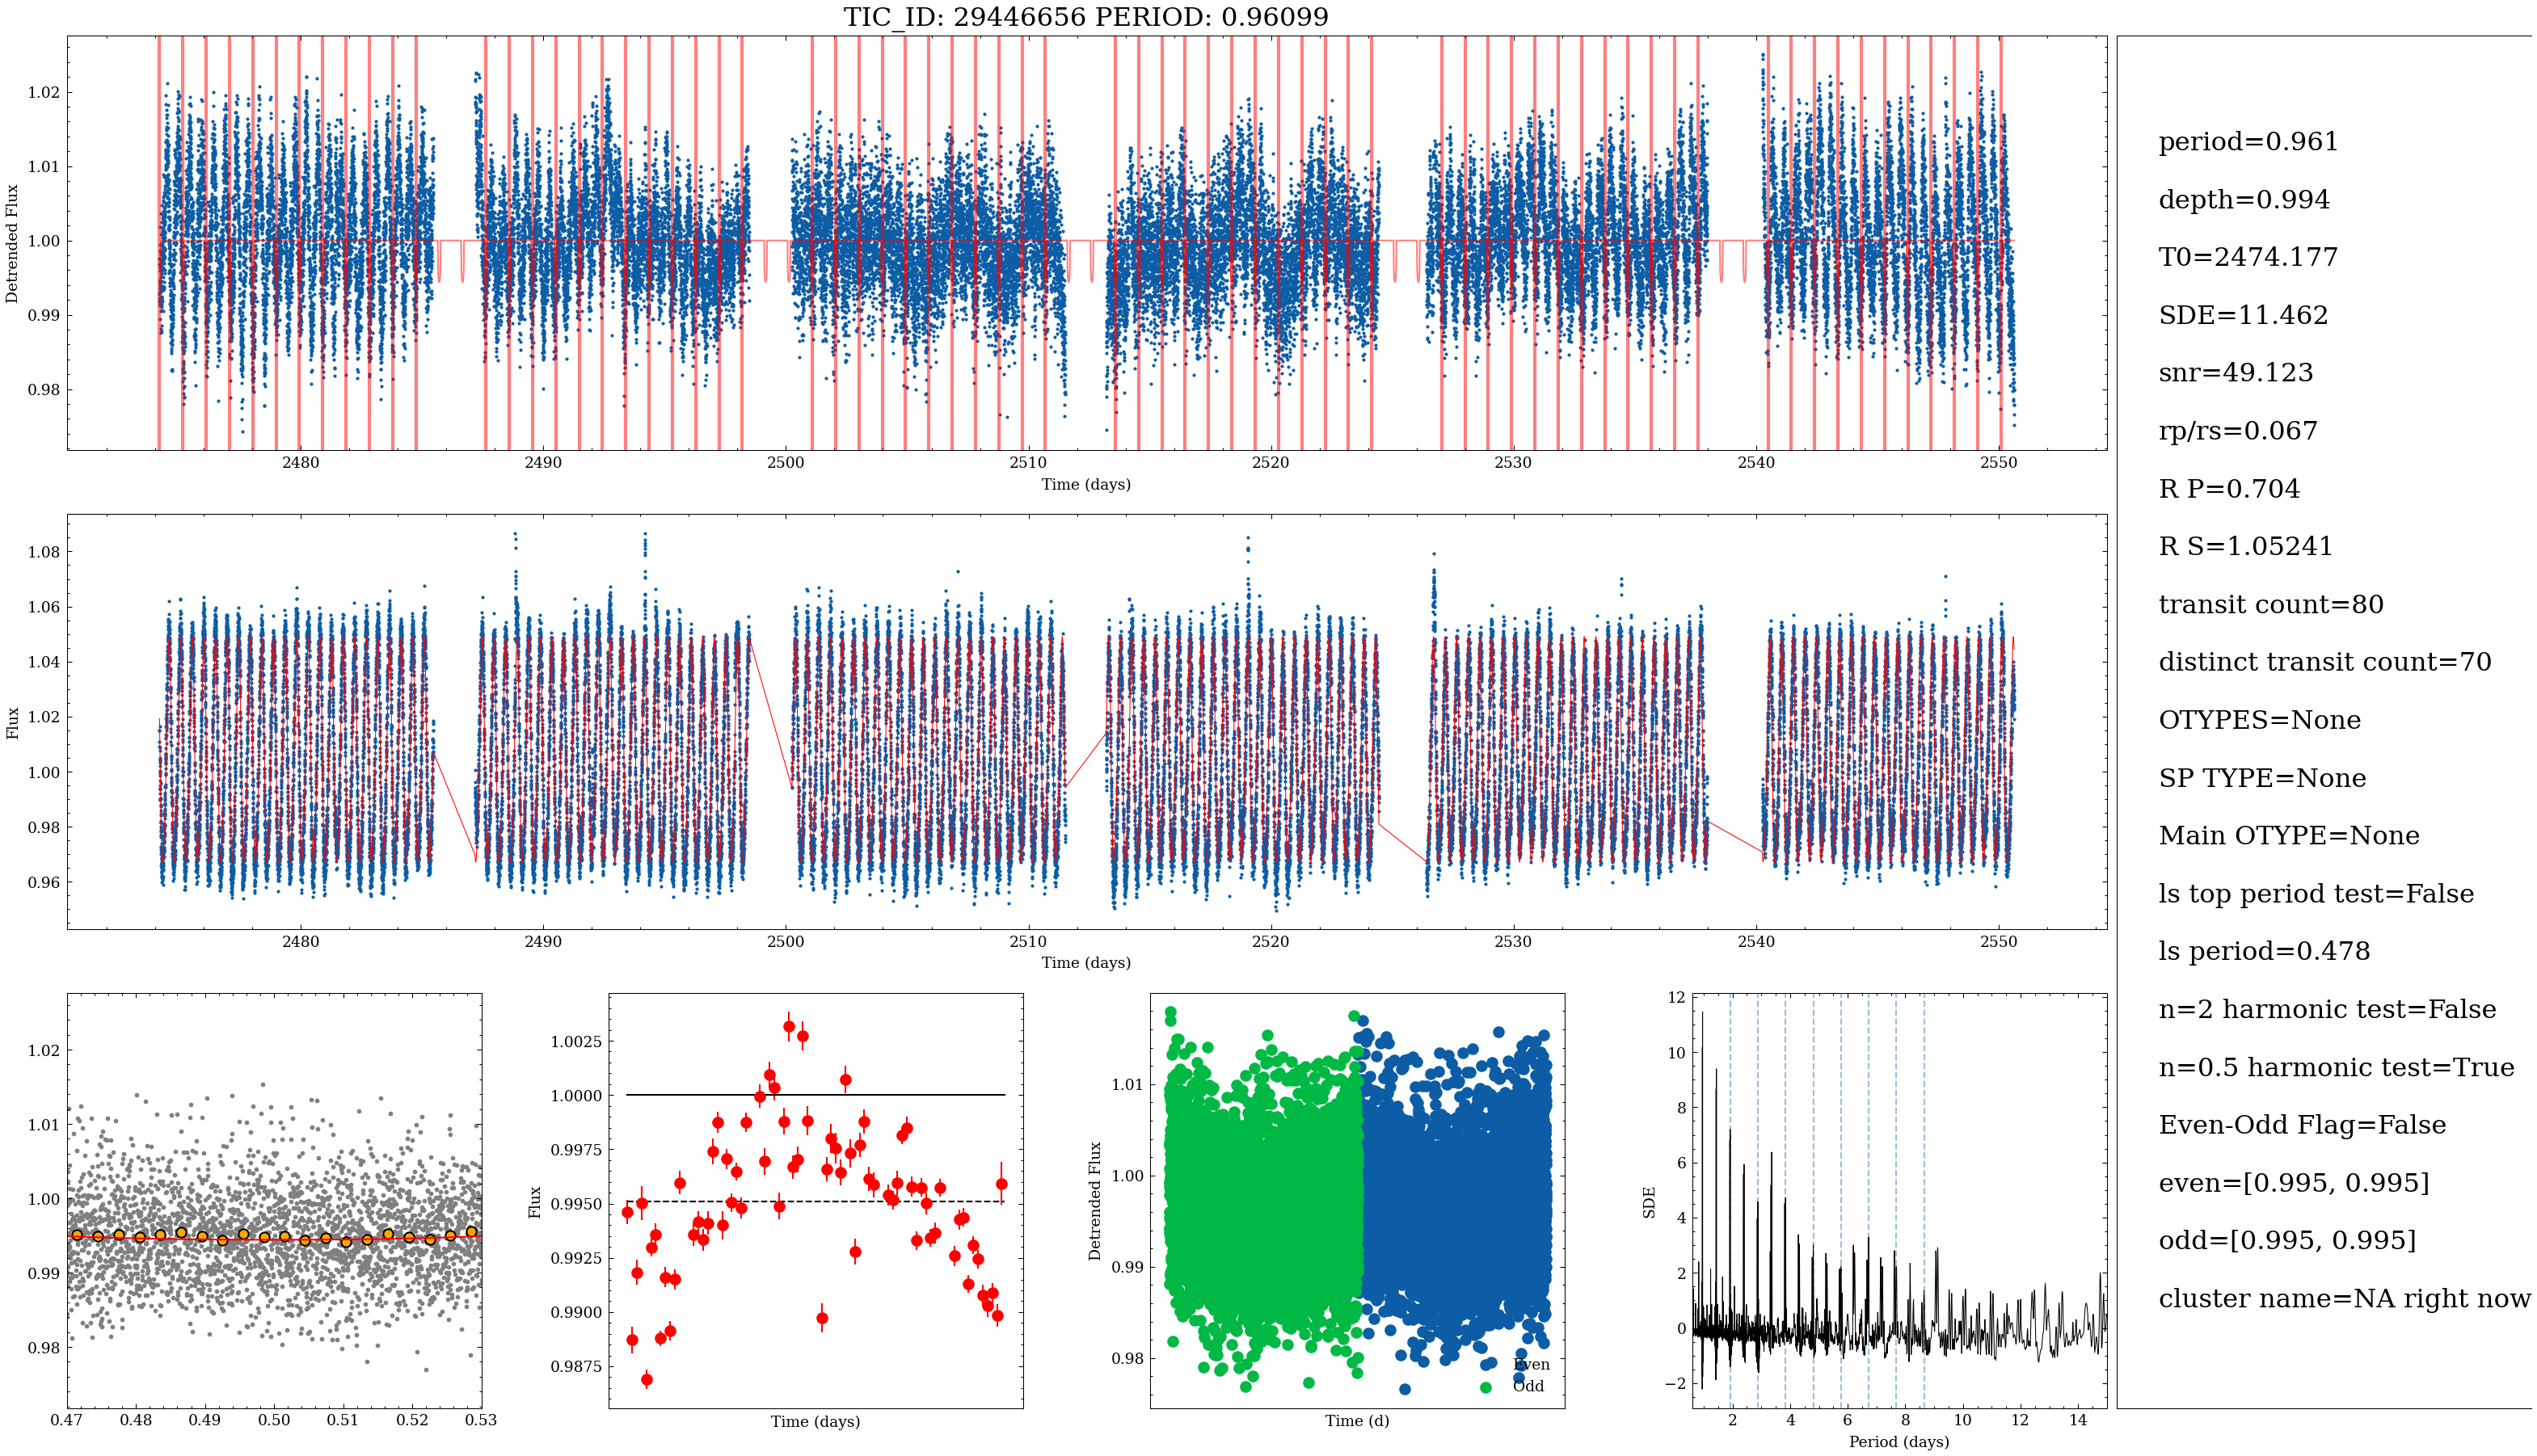 TIC_ID: 29446656 PERIOD: 0.96099
Detrended Flux
1.02
1.01
1.00
0.99
0.98
2480 2490 2500 2510 2520 2530 2540 2550
Time (days)
Flux
1.08
1.06
1.04
1.02
1.00
0.98
0.96
2480 2490 2500 2510 2520 2530 2540 2550
Time (days)
1.02
1.01
1.00
0.99
0.98
0.47 0.48 0.49 0.50 0.51 0.52 0.53
Flux
1.0025
1.0000
0.9975
0.9950
0.9925
0.9900
0.9875
Time (days)
Detrended Flux
1.01
1.00
0.99
0.98
Even
Odd
Time (d)
SDE
12
10
8
6
4
2
0
−2
2 4 6 8 10 12 14
Period (days)
period=0.961
depth=0.994
T0=2474.177
SDE=11.462
snr=49.123
rp/rs=0.067
R P=0.704
R S=1.05241
transit count=80
distinct transit count=70
OTYPES=None
SP TYPE=None
Main OTYPE=None
ls top period test=False
ls period=0.478
n=2 harmonic test=False
n=0.5 harmonic test=True
Even-Odd Flag=False
even=[0.995, 0.995]
odd=[0.995, 0.995]
cluster name=NA right now